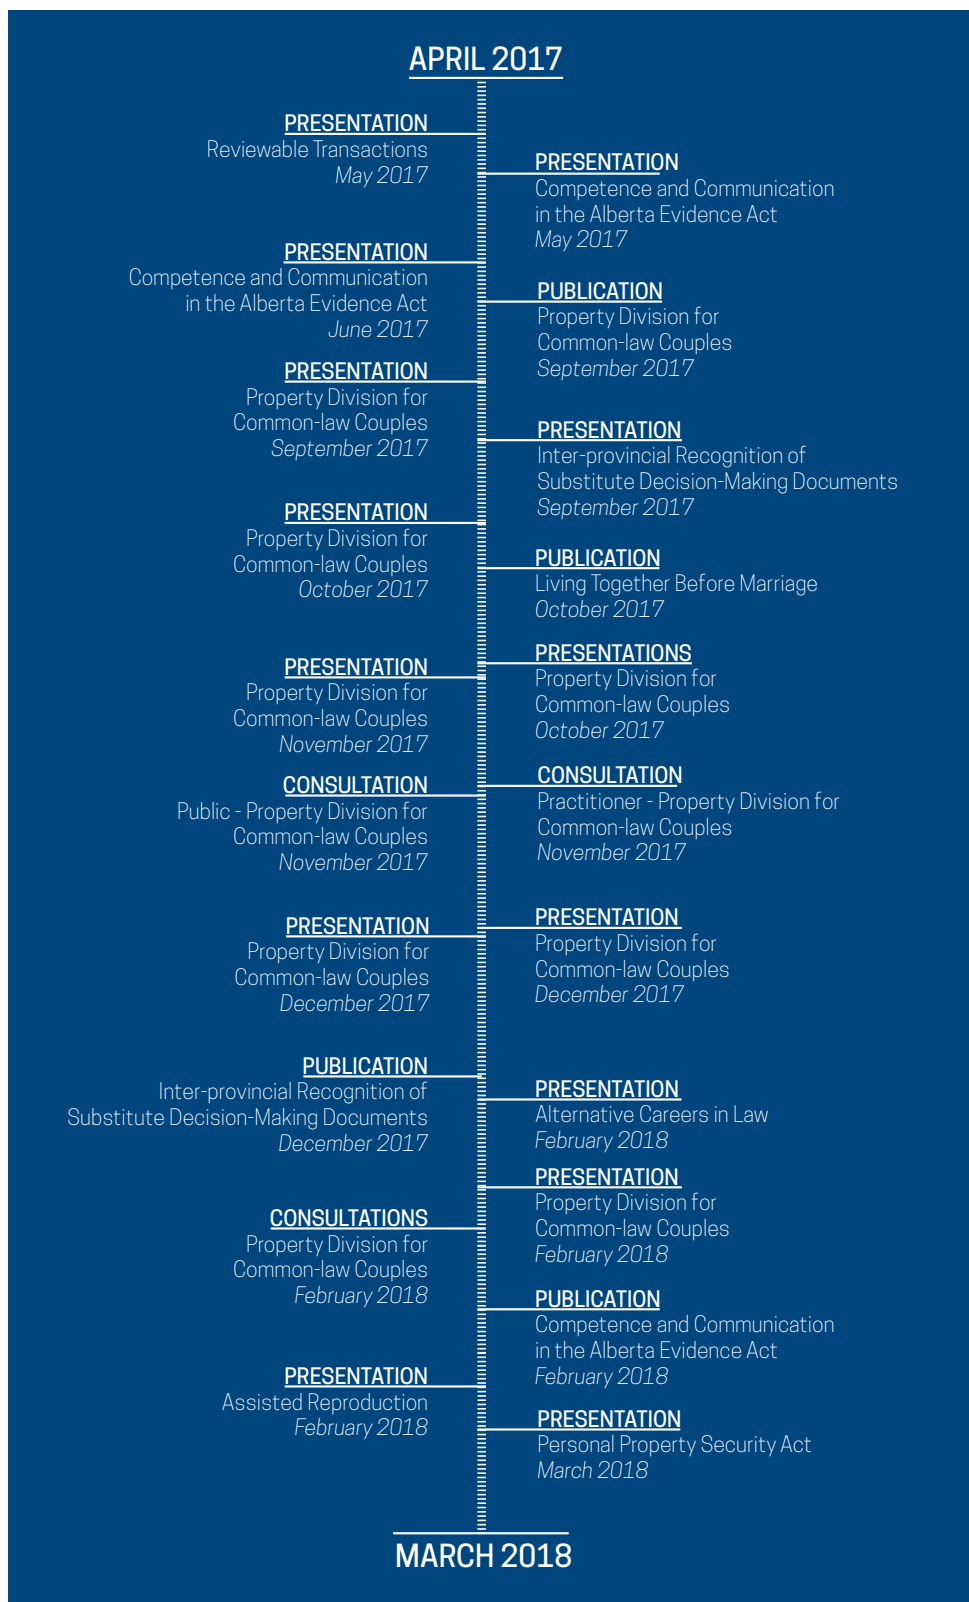 APRIL 2017
PRESENTATION
Reviewable Transactions
May 2017
PRESENTATION
Competence and Communication
in the Alberta Evidence Act
May 2017
PRESENTATION
Competence and Communication
in the Alberta Evidence Act
June 2017
PUBLICATION
Property Division for
Common-law Couples
September 2017
PRESENTATION
Property Division for
Common-law Couples
September 2017
PRESENTATION
Inter-provincial Recognition of
Substitute Decision-Making Documents
September 2017
PRESENTATION
Property Division for
Common-law Couples
October 2017
PUBLICATION
Living Together Before Marriage
October 2017
PRESENTATIONS
Property Division for
Common-law Couples
October 2017
PRESENTATION
Property Division for
Common-law Couples
November 2017
CONSULTATION
Practitioner - Property Division for
Common-law Couples
November 2017
CONSULTATION
Public - Property Division for
Common-law Couples
November 2017
PRESENTATION
Property Division for
Common-law Couples
December 2017
PRESENTATION
Property Division for
Common-law Couples
December 2017
PUBLICATION
Inter-provincial Recognition of
Substitute Decision-Making Documents
December 2017
PRESENTATION
Alternative Careers in Law
February 2018
PRESENTATION
Property Division for
Common-law Couples
February 2018
CONSULTATIONS
Property Division for
Common-law Couples
February 2018
PUBLICATION
Competence and Communication
in the Alberta Evidence Act
February 2018
PRESENTATION
Assisted Reproduction
February 2018
PRESENTATION
Personal Property Security Act
March 2018
MARCH 2018